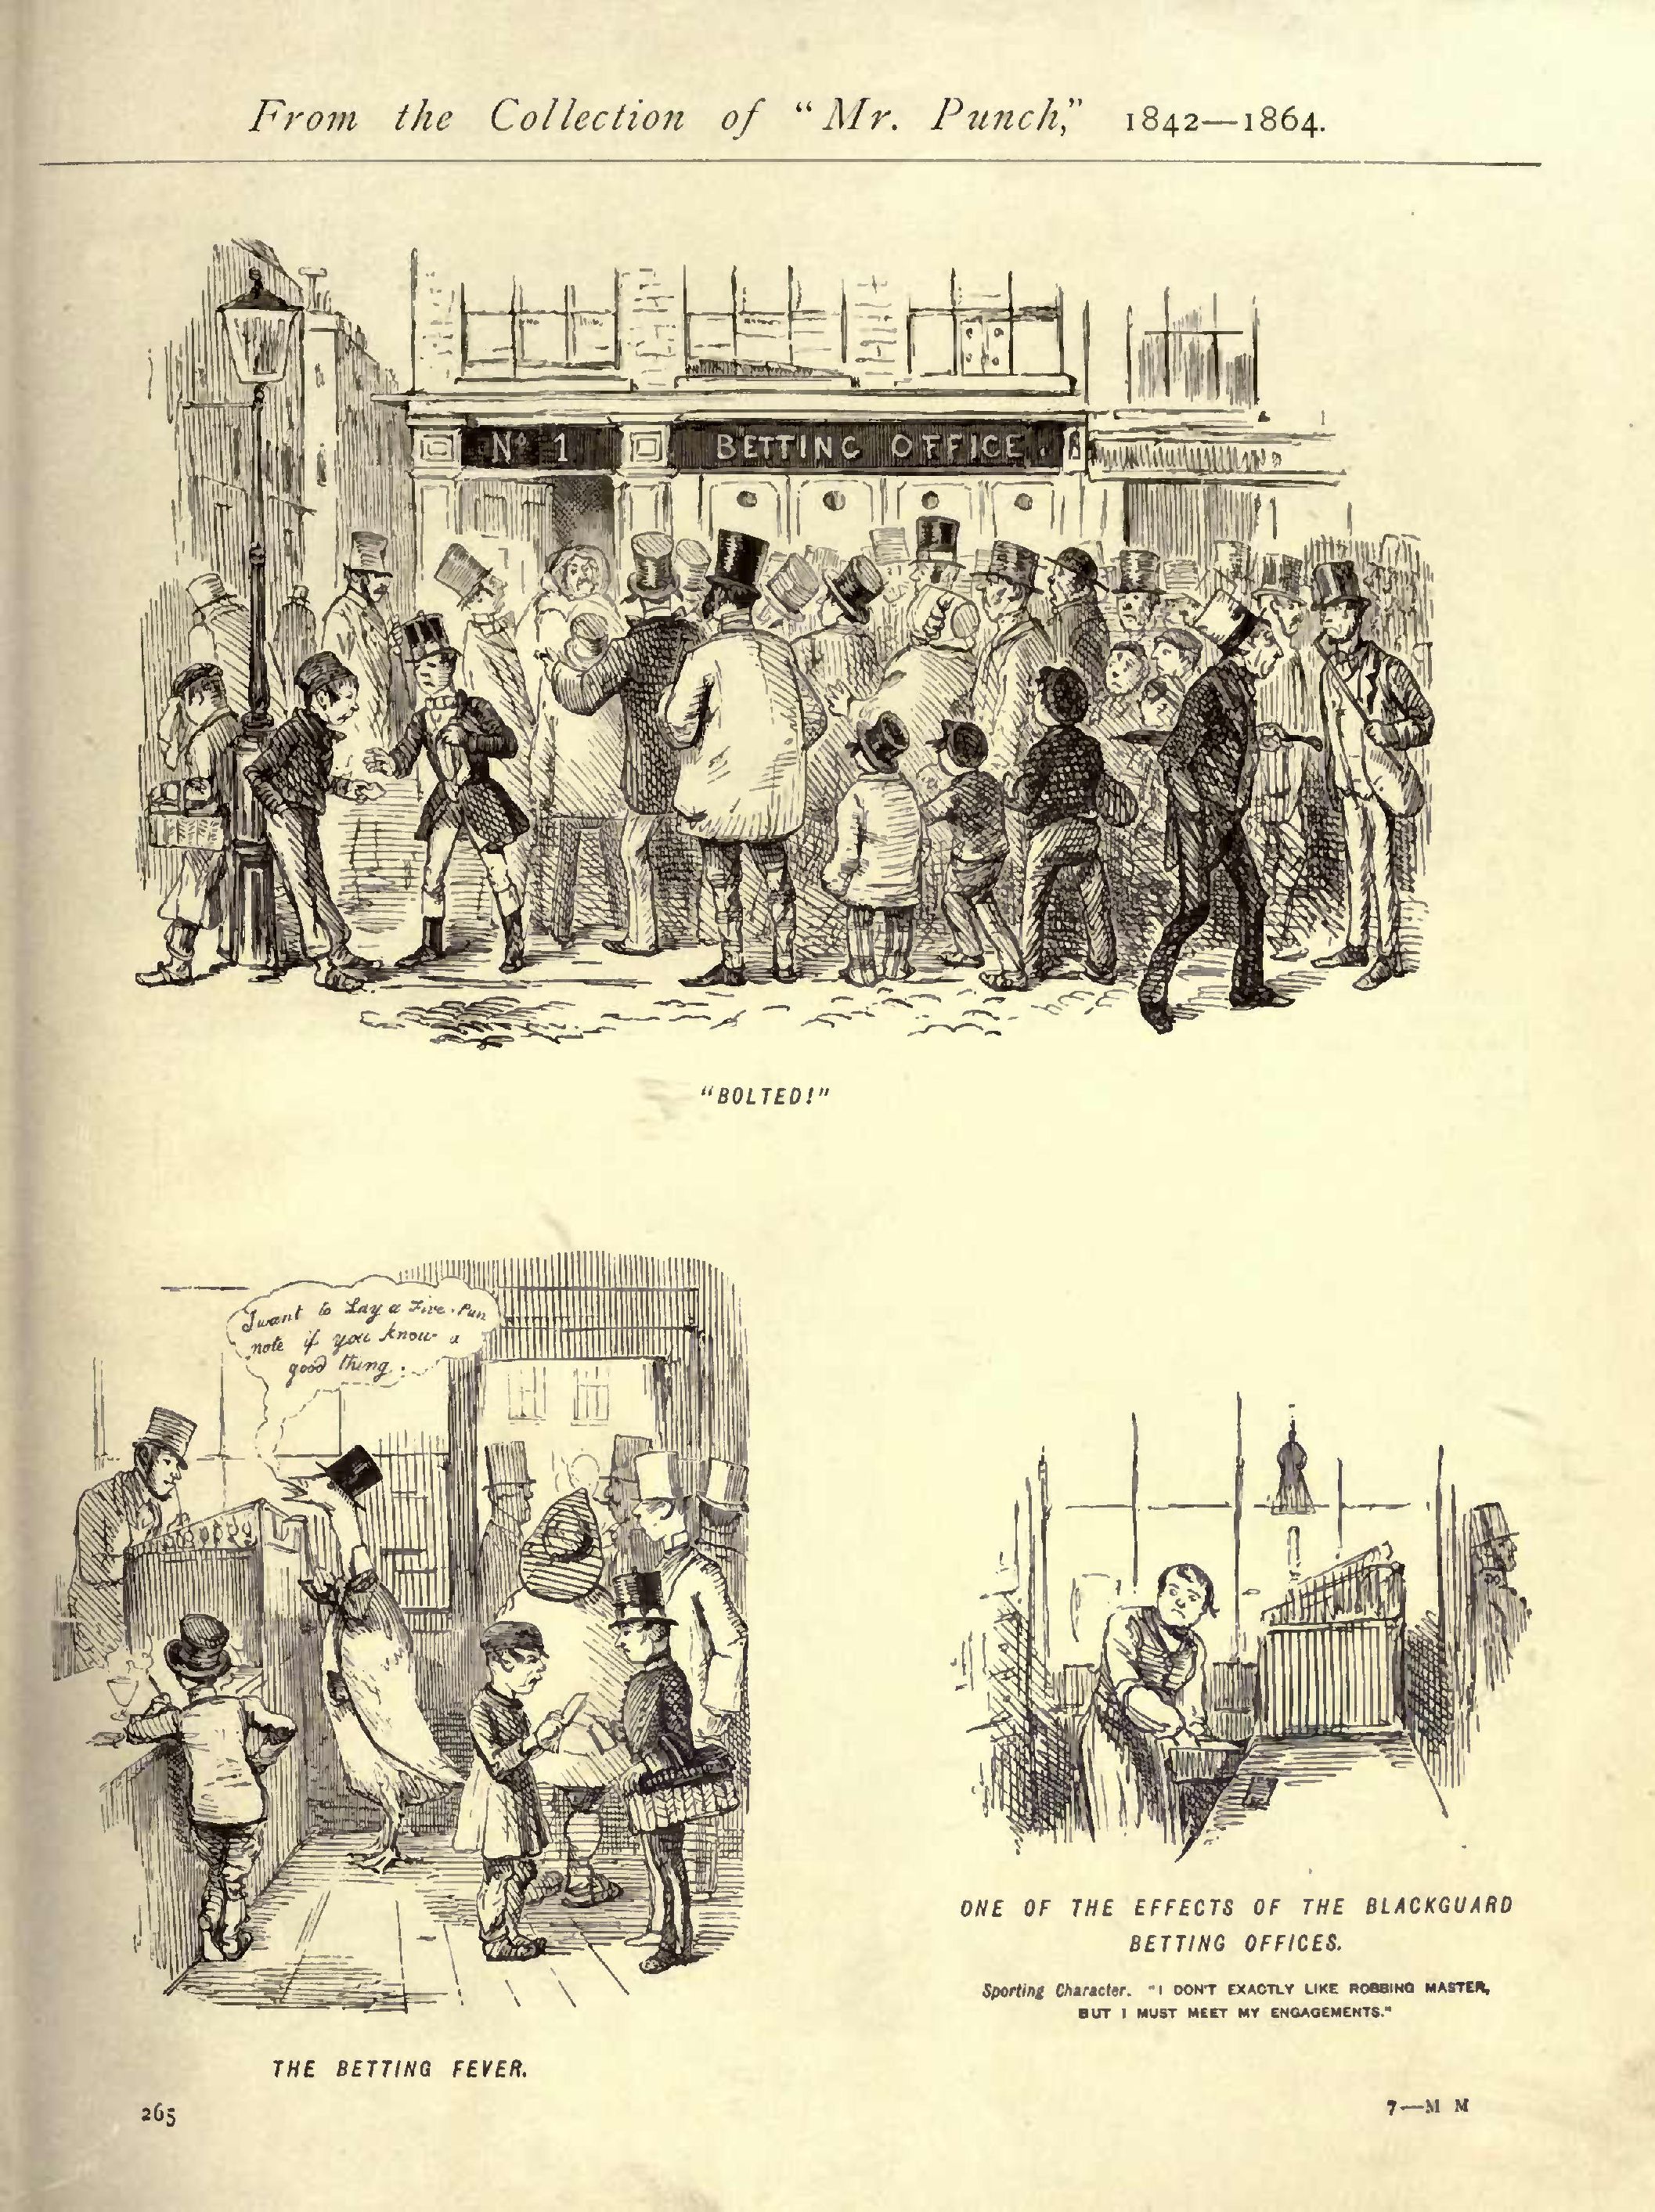 From the Collection of "Mr. Punch," 1842—1864.
No 1
BETTING OFFICE.
"BOLTED!"
I want to Lay a Five-Pun
note if you know a
good thing.
THE BETTING FEVER.
ONE OF THE EFFECTS OF THE BLACKGUARD
BETTING OFFICES.
Sporting Character. "I DON'T EXACTLY LIKE ROBBING MASTER,
BUT I MUST MEET MY ENGAGEMENTS."
265
7—M M